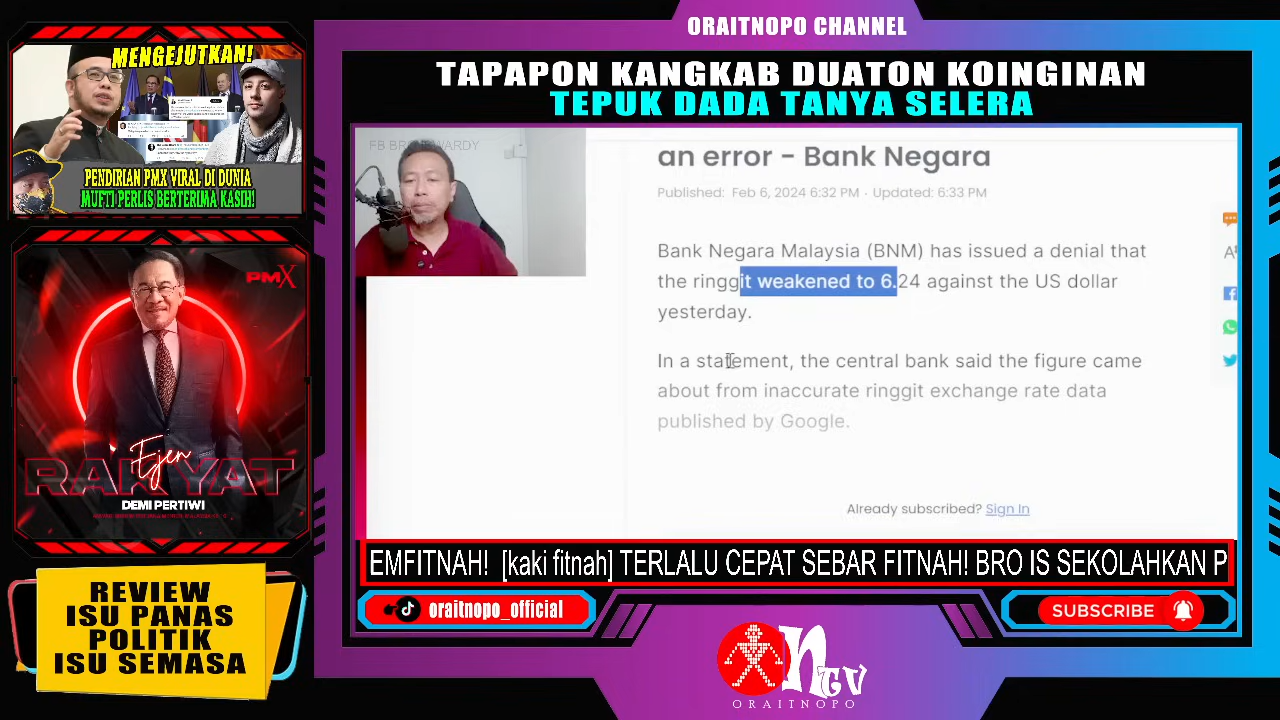 ORAITNOPO CHANNEL
MENGEJUTKAN!
PENDIRIAN PMX VIRAL DI DUNIA
MUFTI PERLIS BERTERIMA KASIH!
TAPAPON KANGKAB DUATON KOINGINAN
TEPUK DADA TANYA SELERA
an error - Bank Negara
Published: Feb 6, 2024 6:32 PM · Updated: 6:33 PM
Bank Negara Malaysia (BNM) has issued a denial that
the ringgit weakened to 6.24 against the US dollar
yesterday.
In a statement, the central bank said the figure came
about from inaccurate ringgit exchange rate data
published by Google.
Already subscribed? Sign In
PMX
Ejen
RAKYAT
DEMI PERTIWI
EMFITNAH! [kaki fitnah] TERLALU CEPAT SEBAR FITNAH! BRO IS SEKOLAHKAN P
REVIEW
ISU PANAS
POLITIK
ISU SEMASA
oraitnopo_official
SUBSCRIBE
nTV
ORAITNOPO